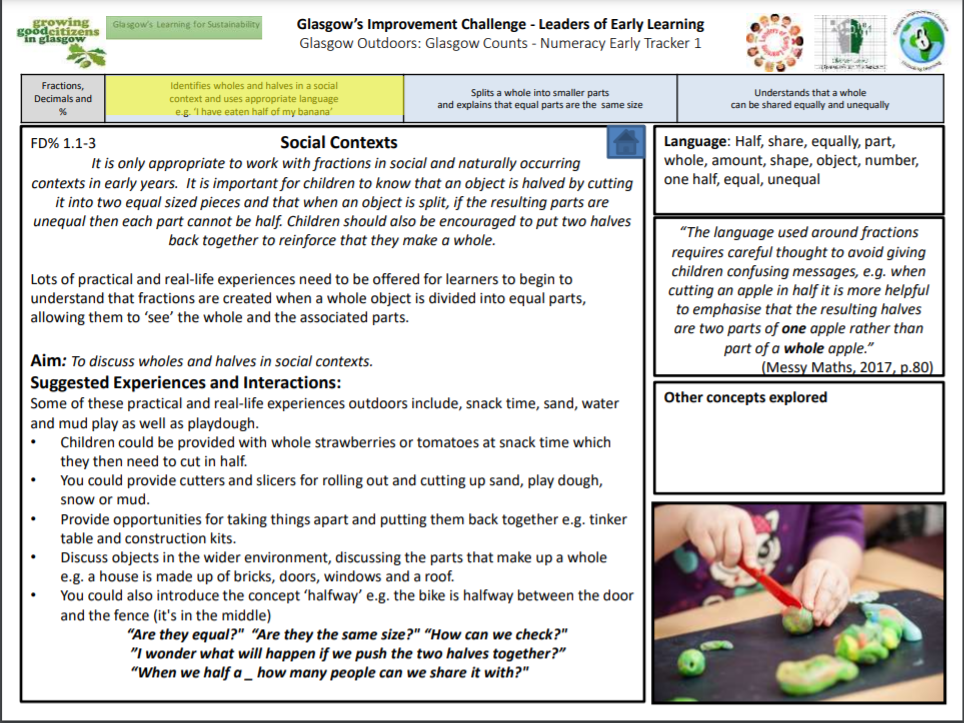 growing
goodcitizens
in glasgow
Glasgow's Learning for Sustainability
Glasgow's Improvement Challenge - Leaders of Early Learning
Glasgow Outdoors: Glasgow Counts - Numeracy Early Tracker 1
Fractions,
Decimals and
%
Identifies wholes and halves in a social
context and uses appropriate language
e.g. 'I have eaten half of my banana'
Splits a whole into smaller parts
and explains that equal parts are the same size
Understands that a whole
can be shared equally and unequally
FD% 1.1-3
Social Contexts
It is only appropriate to work with fractions in social and naturally occurring
contexts in early years. It is important for children to know that an object is halved by cutting
it into two equal sized pieces and that when an object is split, if the resulting parts are
unequal then each part cannot be half. Children should also be encouraged to put two halves
back together to reinforce that they make a whole.
Lots of practical and real-life experiences need to be offered for learners to begin to
understand that fractions are created when a whole object is divided into equal parts,
allowing them to 'see' the whole and the associated parts.
Aim: To discuss wholes and halves in social contexts.
Suggested Experiences and Interactions:
Some of these practical and real-life experiences outdoors include, snack time, sand, water
and mud play as well as playdough.
• Children could be provided with whole strawberries or tomatoes at snack time which
they then need to cut in half.
• You could provide cutters and slicers for rolling out and cutting up sand, play dough,
snow or mud.
• Provide opportunities for taking things apart and putting them back together e.g. tinker
table and construction kits.
• Discuss objects in the wider environment, discussing the parts that make up a whole
e.g. a house is made up of bricks, doors, windows and a roof.
• You could also introduce the concept 'halfway' e.g. the bike is halfway between the door
and the fence (it's in the middle)
"Are they equal?" "Are they the same size?" "How can we check?"
"I wonder what will happen if we push the two halves together?"
"When we half a _ how many people can we share it with?"
Language: Half, share, equally, part,
whole, amount, shape, object, number,
one half, equal, unequal
"The language used around fractions
requires careful thought to avoid giving
children confusing messages, e.g. when
cutting an apple in half it is more helpful
to emphasise that the resulting halves
are two parts of one apple rather than
part of a whole apple."
(Messy Maths, 2017, p.80)
Other concepts explored